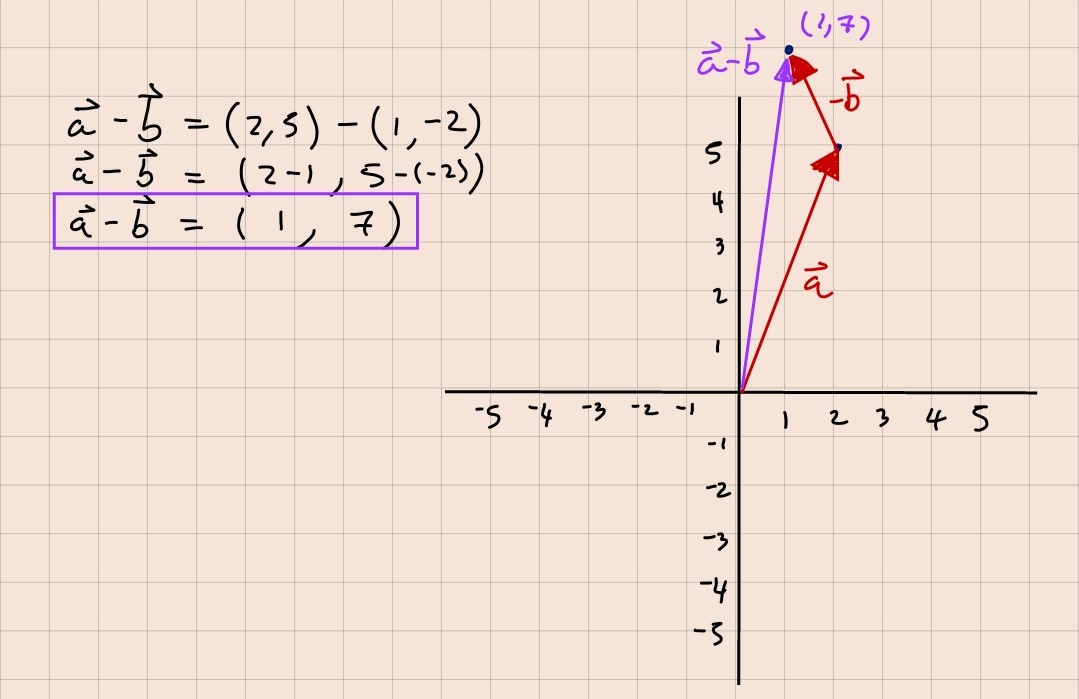 (1,7)
a⃗-b⃗
-b⃗
a⃗ - b⃗ = (2,5) - (1,-2)
a⃗ - b⃗ = (2-1, 5-(-2))
a⃗ - b⃗ = (1, 7)
5
4
3
2
1
a⃗
-5 -4 -3 -2 -1 1 2 3 4 5
-1
-2
-3
-4
-5